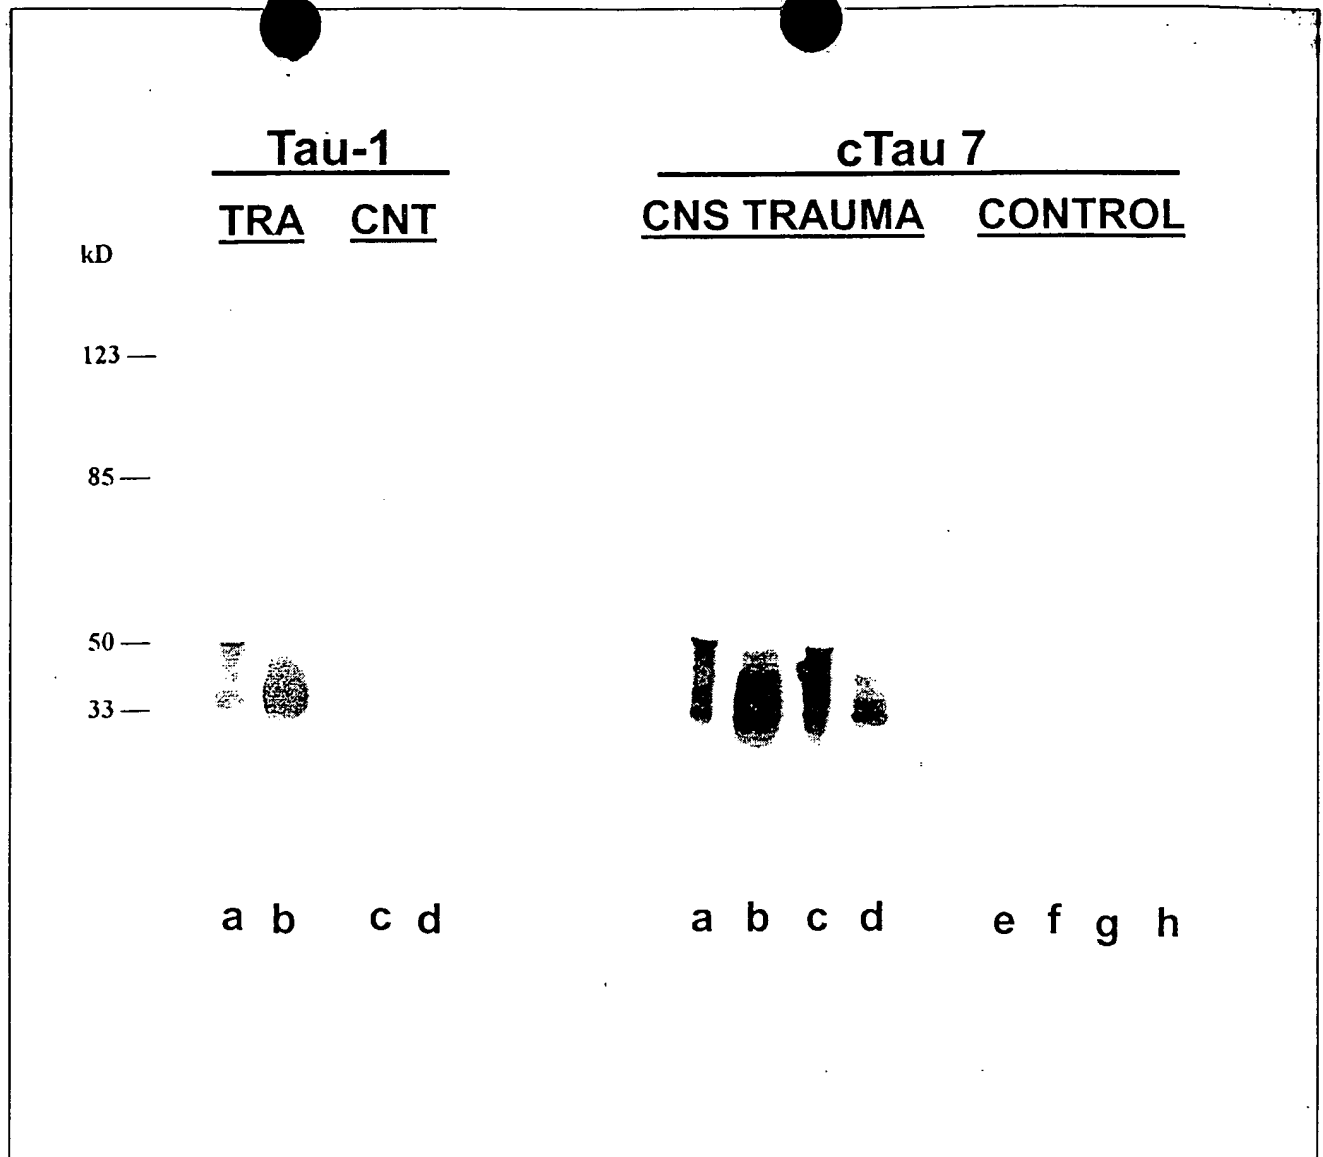 Tau-1 cTau 7
TRA CNT CNS TRAUMA CONTROL
kD
123
85
50
33
a b c d a b c d e f g h